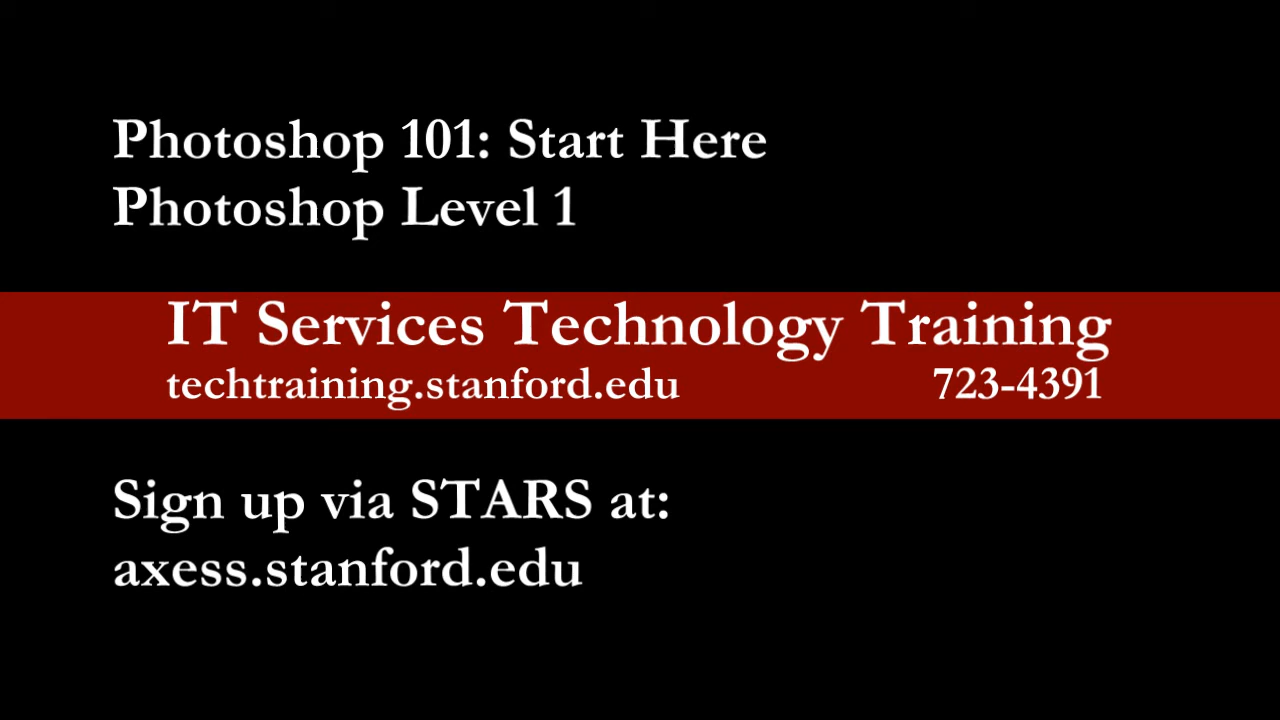 Photoshop 101: Start Here
Photoshop Level 1
IT Services Technology Training
techtraining.stanford.edu 723-4391
Sign up via STARS at:
axess.stanford.edu